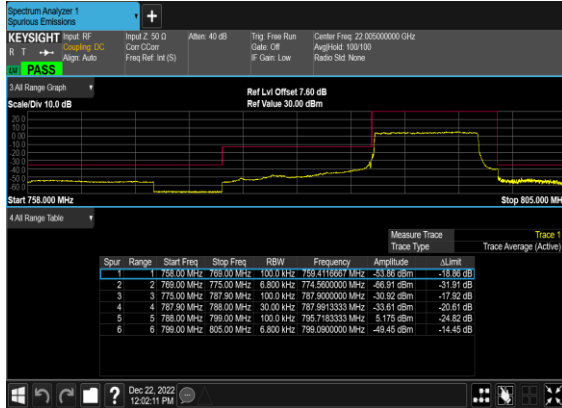 Spectrum Analyzer 1
Spurious Emissions
+
KEYSIGHT Input: RF Input Z: 50 Ω Atten: 40 dB Trig: Free Run Center Freq: 22.005000000 GHz
R T Coupling: DC Corr CCorr Gate: Off Avg|Hold: 100/100
Align: Auto Freq Ref: Int (S) IF Gain: Low Radio Std: None
PASS
3 All Range Graph Ref Lvl Offset 7.60 dB
Scale/Div 10.0 dB Ref Value 30.00 dBm
20.0
10.0
0.00
-10.0
-20.0
-30.0
-40.0
-50.0
-60.0
Start 758.000 MHz Stop 805.000 MH
4 All Range Table
Measure Trace Trace 1
Trace Type Trace Average (Active)
Spur Range Start Freq Stop Freq RBW Frequency Amplitude ΔLimit
1 1 758.00 MHz 769.00 MHz 100.0 kHz 759.4116667 MHz -53.86 dBm -18.86 dB
2 2 769.00 MHz 775.00 MHz 6.800 kHz 774.5600000 MHz -66.91 dBm -31.91 dB
3 3 775.00 MHz 787.90 MHz 100.0 kHz 787.9000000 MHz -30.92 dBm -17.92 dB
4 4 787.90 MHz 788.00 MHz 30.00 kHz 787.9913333 MHz -33.61 dBm -20.61 dB
5 5 788.00 MHz 799.00 MHz 100.0 kHz 795.7183333 MHz 5.175 dBm -24.82 dB
6 6 799.00 MHz 805.00 MHz 6.800 kHz 799.0900000 MHz -49.45 dBm -14.45 dB
? Dec 22, 2022
12:02:11 PM